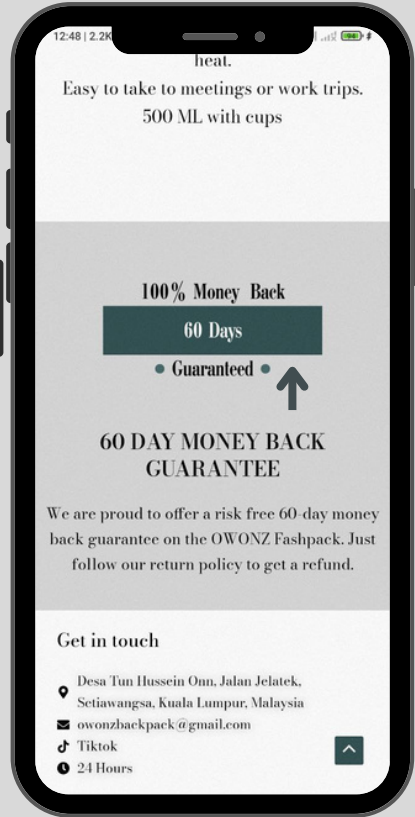 12:48 | 2.2K
94
heat.
Easy to take to meetings or work trips.
500 ML with cups
100% Money Back
60 Days
• Guaranteed •
60 DAY MONEY BACK
GUARANTEE
We are proud to offer a risk free 60-day money
back guarantee on the OWONZ Fashpack. Just
follow our return policy to get a refund.
Get in touch
Desa Tun Hussein Onn, Jalan Jelatek,
Setiawangsa, Kuala Lumpur, Malaysia
owonzbackpack@gmail.com
Tiktok
24 Hours